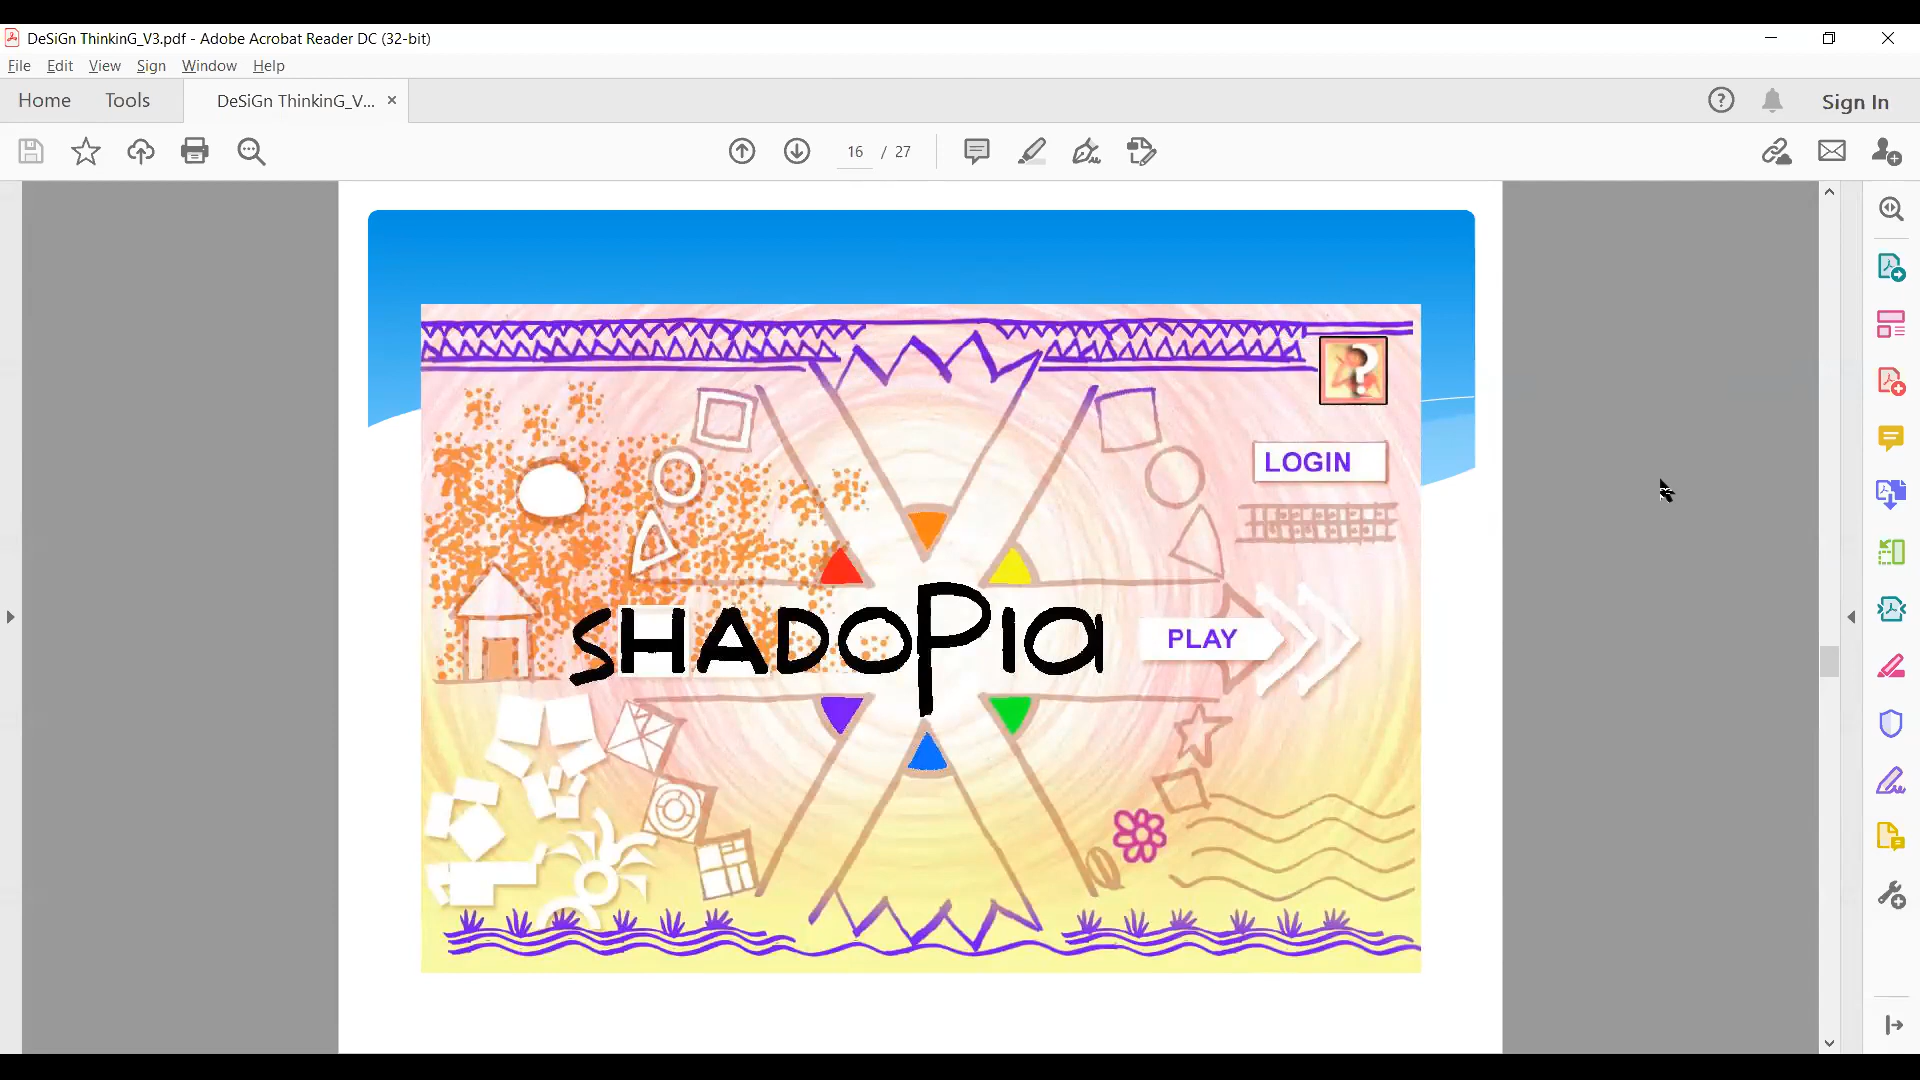 DeSiGn ThinkinG_V3.pdf - Adobe Acrobat Reader DC (32-bit)
File Edit View Sign Window Help
Home Tools DeSiGn ThinkinG_V... × Sign In
16 / 27
?
LOGIN
SHADOPIa
PLAY